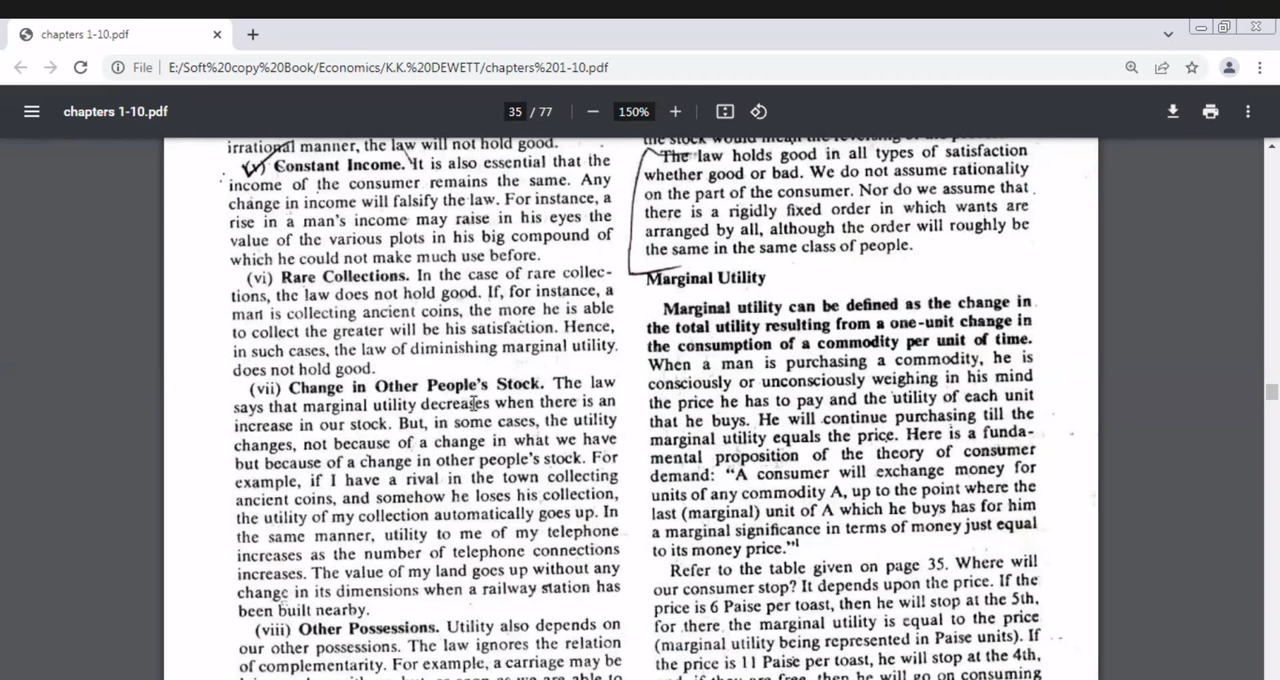 chapters 1-10.pdf
File
E:/Soft%20copy%20Book/Economics/K.K.%20DEWETT/chapters%201-10.pdf
chapters 1-10.pdf
35 / 77
150%
irrational manner, the law will not hold good.
(v) Constant Income. It is also essential that the
income of the consumer remains the same. Any
change in income will falsify the law. For instance, a
rise in a man's income may raise in his eyes the
value of the various plots in his big compound of
which he could not make much use before.
(vi) Rare Collections. In the case of rare collec-
tions, the law does not hold good. If, for instance, a
man is collecting ancient coins, the more he is able
to collect the greater will be his satisfaction. Hence,
in such cases, the law of diminishing marginal utility.
does not hold good.
(vii) Change in Other People's Stock. The law
says that marginal utility decreases when there is an
increase in our stock. But, in some cases, the utility
changes, not because of a change in what we have
but because of a change in other people's stock. For
example, if I have a rival in the town collecting
ancient coins, and somehow he loses his collection,
the utility of my collection automatically goes up. In
the same manner, utility to me of my telephone
increases as the number of telephone connections
increases. The value of my land goes up without any
change in its dimensions when a railway station has
been built nearby.
(viii) Other Possessions. Utility also depends on
our other possessions. The law ignores the relation
of complementarity. For example, a carriage may be
the stock would mean the
The law holds good in all types of satisfaction
whether good or bad. We do not assume rationality
on the part of the consumer. Nor do we assume that
there is a rigidly fixed order in which wants are
arranged by all, although the order will roughly be
the same in the same class of people.
Marginal Utility
Marginal utility can be defined as the change in
the total utility resulting from a one-unit change in
the consumption of a commodity per unit of time.
When a man is purchasing a commodity, he is
consciously or unconsciously weighing in his mind
the price he has to pay and the utility of each unit
that he buys. He will continue purchasing till the
marginal utility equals the price. Here is a funda-
mental proposition of the theory of consumer
demand: "A consumer will exchange money for
units of any commodity A, up to the point where the
last (marginal) unit of A which he buys has for him
a marginal significance in terms of money just equal
to its money price."1
Refer to the table given on page 35. Where will
our consumer stop? It depends upon the price. If the
price is 6 Paise per toast, then he will stop at the 5th,
for there the marginal utility is equal to the price
(marginal utility being represented in Paise units). If
the price is 11 Paise per toast, he will stop at the 4th,
and, if they are free, then he will go on consuming